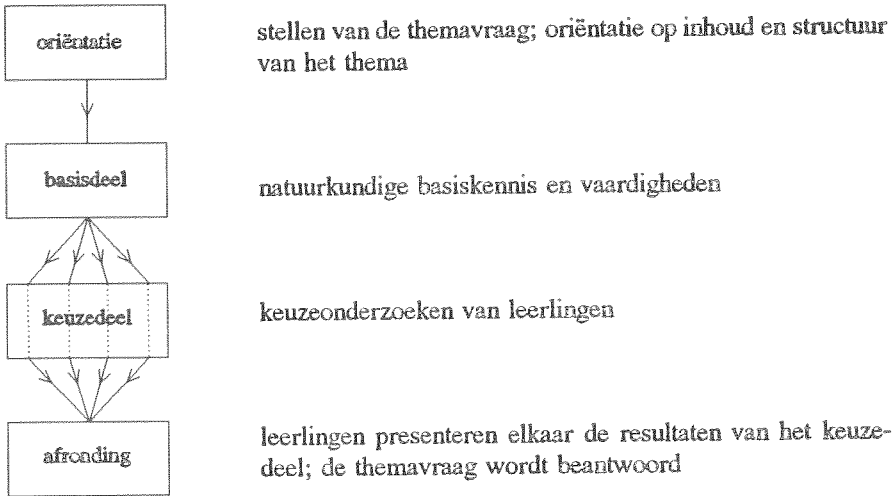 oriëntatie
stellen van de themavraag; oriëntatie op inhoud en structuur
van het thema
basisdeel
natuurkundige basiskennis en vaardigheden
keuzedeel
keuzeonderzoeken van leerlingen
afronding
leerlingen presenteren elkaar de resultaten van het keuze-
deel; de themavraag wordt beantwoord